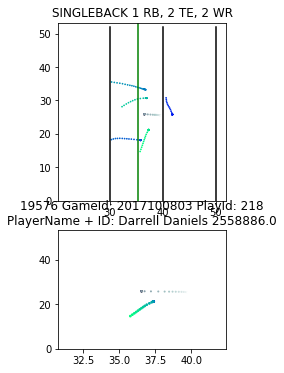 SINGLEBACK 1 RB, 2 TE, 2 WR
50
40
30
20
10
0
30 40 50
19576 GameId: 2017100803 PlayId: 218
PlayerName + ID: Darrell Daniels 2558886.0
40
20
0
32.5 35.0 37.5 40.0